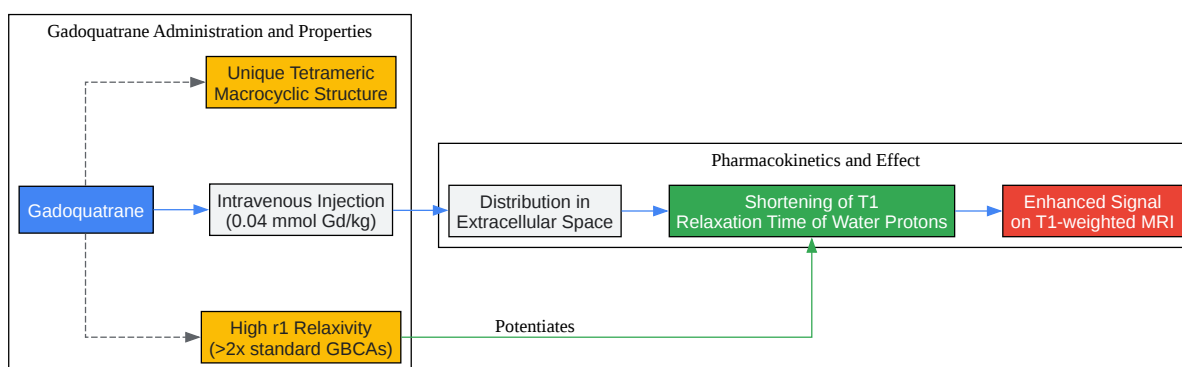 Gadoquatrane Administration and Properties
Unique Tetrameric
Macrocyclic Structure
Pharmacokinetics and Effect
Gadoquatrane
Intravenous Injection
(0.04 mmol Gd/kg)
Distribution in
Extracellular Space
Shortening of T1
Relaxation Time of Water Protons
Enhanced Signal
on T1-weighted MRI
High r1 Relaxivity
(>2x standard GBCAs)
Potentiates